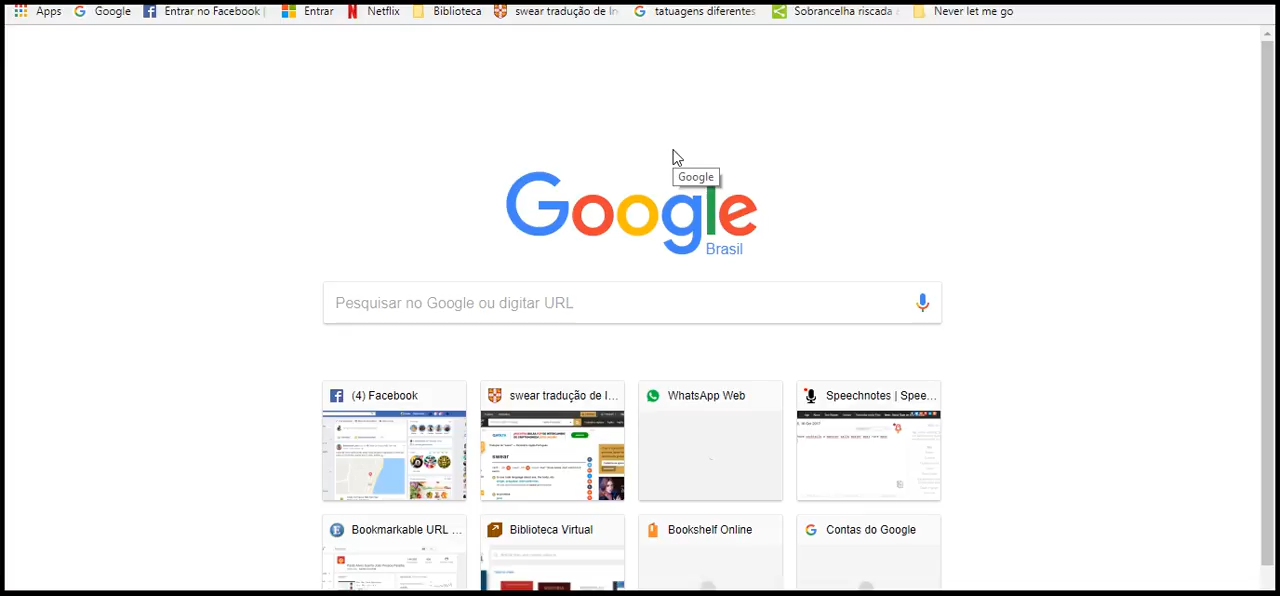 Apps Google Entrar no Facebook Entrar Netflix Biblioteca swear tradução de In tatuagens diferentes Sobrancelha riscada Never let me go
Google
Google
Brasil
Pesquisar no Google ou digitar URL
(4) Facebook swear tradução de I... WhatsApp Web Speechnotes | Spee...
swear
Bookmarkable URL ... Biblioteca Virtual Bookshelf Online Contas do Google